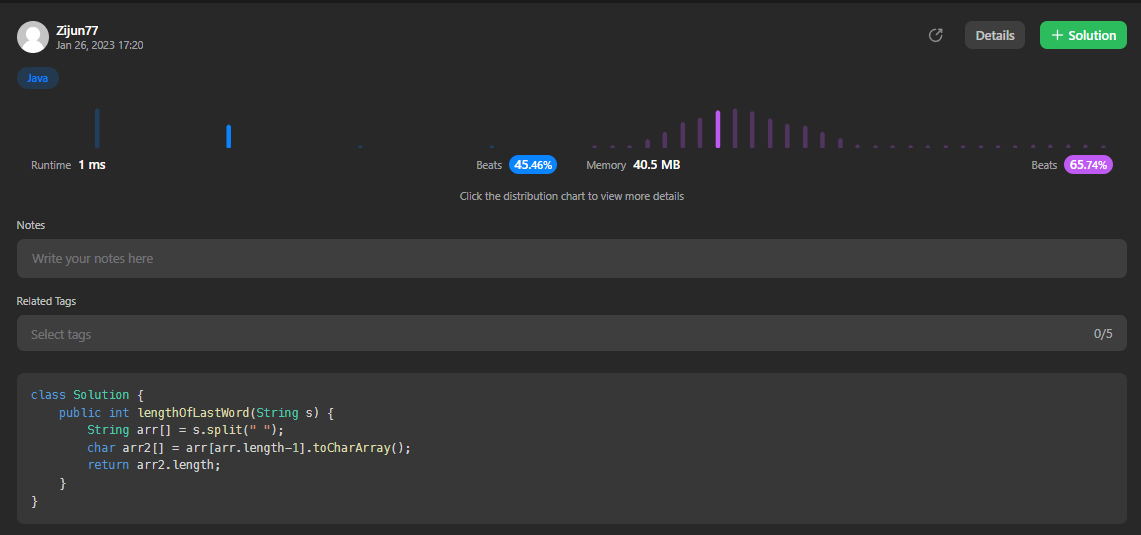 Zijun77
Jan 26, 2023 17:20
Details
+ Solution
Java
Runtime 1 ms
Beats 45.46%
Memory 40.5 MB
Beats 65.74%
Click the distribution chart to view more details
Notes
Write your notes here
Related Tags
Select tags
0/5
class Solution {
    public int lengthOfLastWord(String s) {
        String arr[] = s.split(" ");
        char arr2[] = arr[arr.length-1].toCharArray();
        return arr2.length;
    }
}